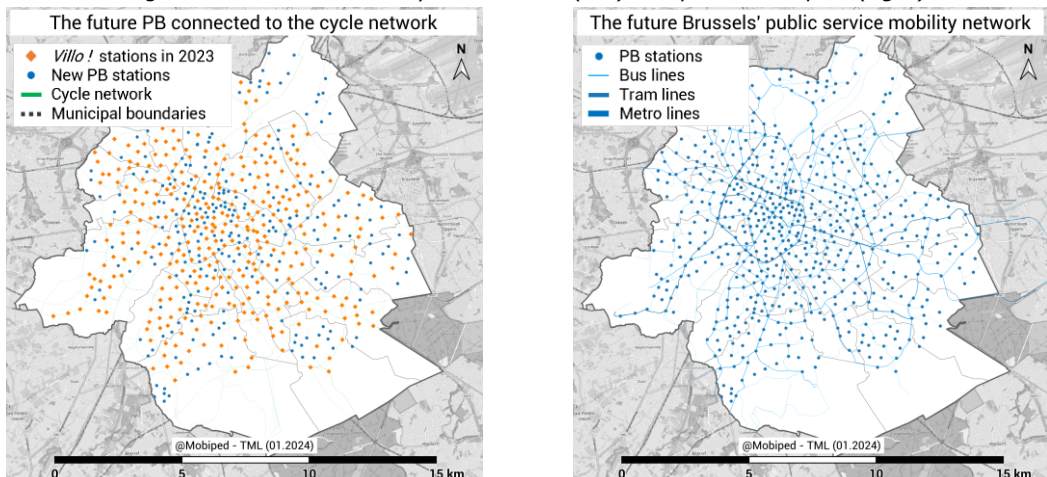 The future PB connected to the cycle network
Villo ! stations in 2023
New PB stations
Cycle network
Municipal boundaries
N
@Mobiped - TML (01.2024)
0 5 10 15 km
The future Brussels' public service mobility network
PB stations
Bus lines
Tram lines
Metro lines
N
@Mobiped - TML (01.2024)
0 5 10 15 km